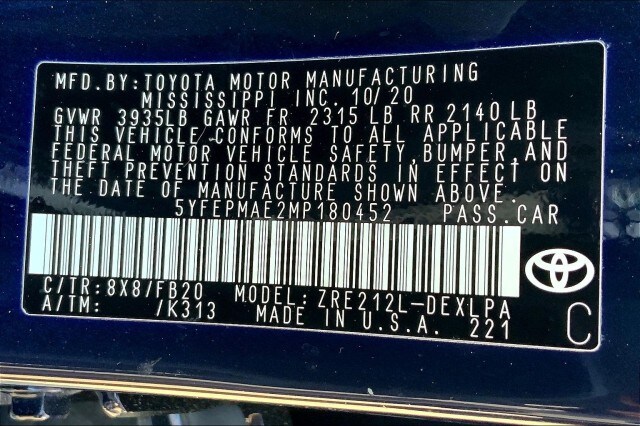 MFD.BY:TOYOTA MOTOR MANUFACTURING
MISSISSIPPI INC. 10/20
GVWR 3935LB GAWR FR 2315 LB RR 2140 LB
THIS VEHICLE CONFORMS TO ALL APPLICABLE
FEDERAL MOTOR VEHICLE SAFETY, BUMPER, AND
THEFT PREVENTION STANDARDS IN EFFECT ON
THE DATE OF MANUFACTURE SHOWN ABOVE.
5YFEPMAE2MP180452 PASS.CAR
C/TR:8X8/FB20 MODEL: ZRE212L-DEXLPA
A/TM: /K313 MADE IN U.S.A. 221
C